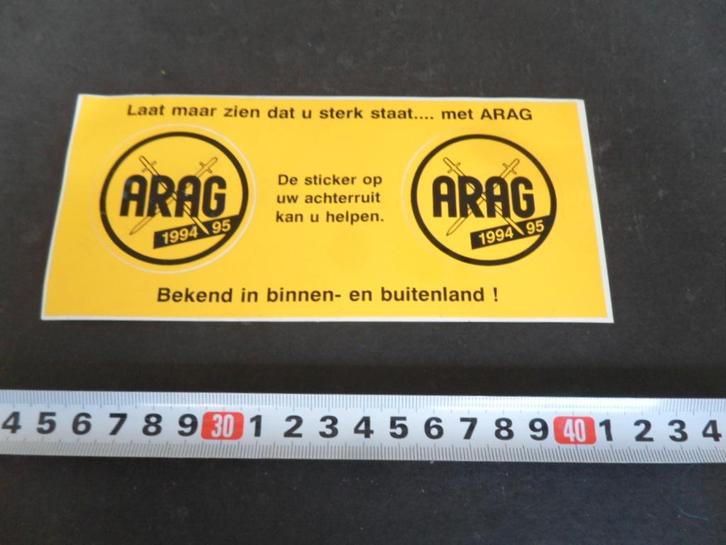 Laat maar zien dat u sterk staat.... met ARAG
ARAG
1994 95
De sticker op
uw achterruit
kan u helpen.
ARAG
1994 95
Bekend in binnen- en buitenland !
4 5 6 7 8 9 30 1 2 3 4 5 6 7 8 9 40 1 2 3 4